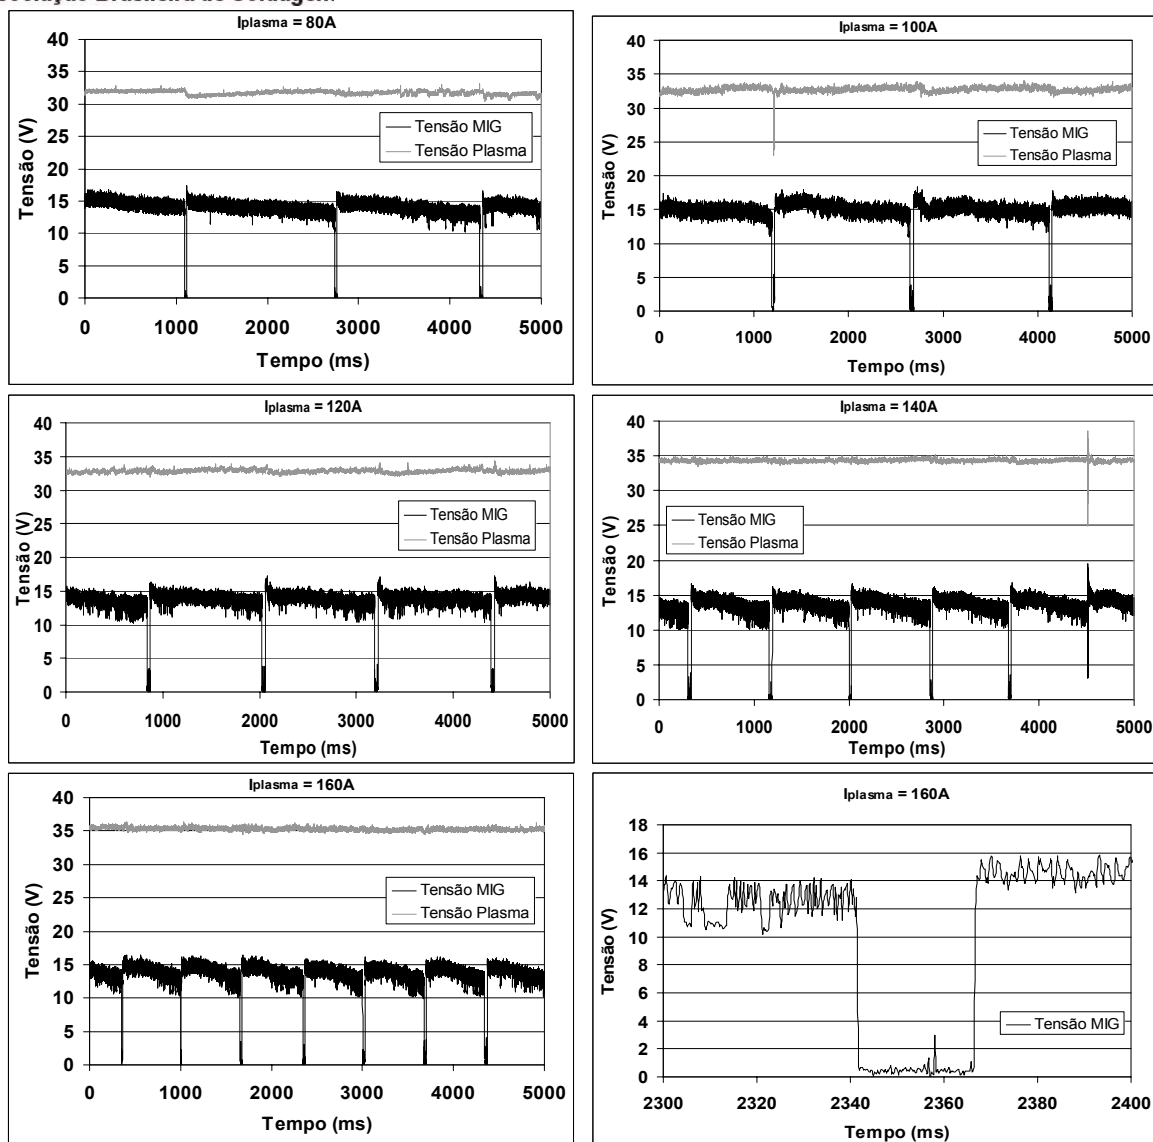 Iplasma = 80A
40
35
30
25
20
15
10
5
0
Tensão (V)
Tensão MIG
Tensão Plasma
0 1000 2000 3000 4000 5000
Tempo (ms)
Iplasma = 100A
40
35
30
25
20
15
10
5
0
Tensão (V)
Tensão MIG
Tensão Plasma
0 1000 2000 3000 4000 5000
Tempo (ms)
Iplasma = 120A
40
35
30
25
20
15
10
5
0
Tensão (V)
Tensão MIG
Tensão Plasma
0 1000 2000 3000 4000 5000
Tempo (ms)
Iplasma = 140A
40
35
30
25
20
15
10
5
0
Tensão (V)
Tensão MIG
Tensão Plasma
0 1000 2000 3000 4000 5000
Tempo (ms)
Iplasma = 160A
40
35
30
25
20
15
10
5
0
Tensão (V)
Tensão MIG
Tensão Plasma
0 1000 2000 3000 4000 5000
Tempo (ms)
Iplasma = 160A
18
16
14
12
10
8
6
4
2
0
Tensão (V)
Tensão MIG
2300 2320 2340 2360 2380 2400
Tempo (ms)